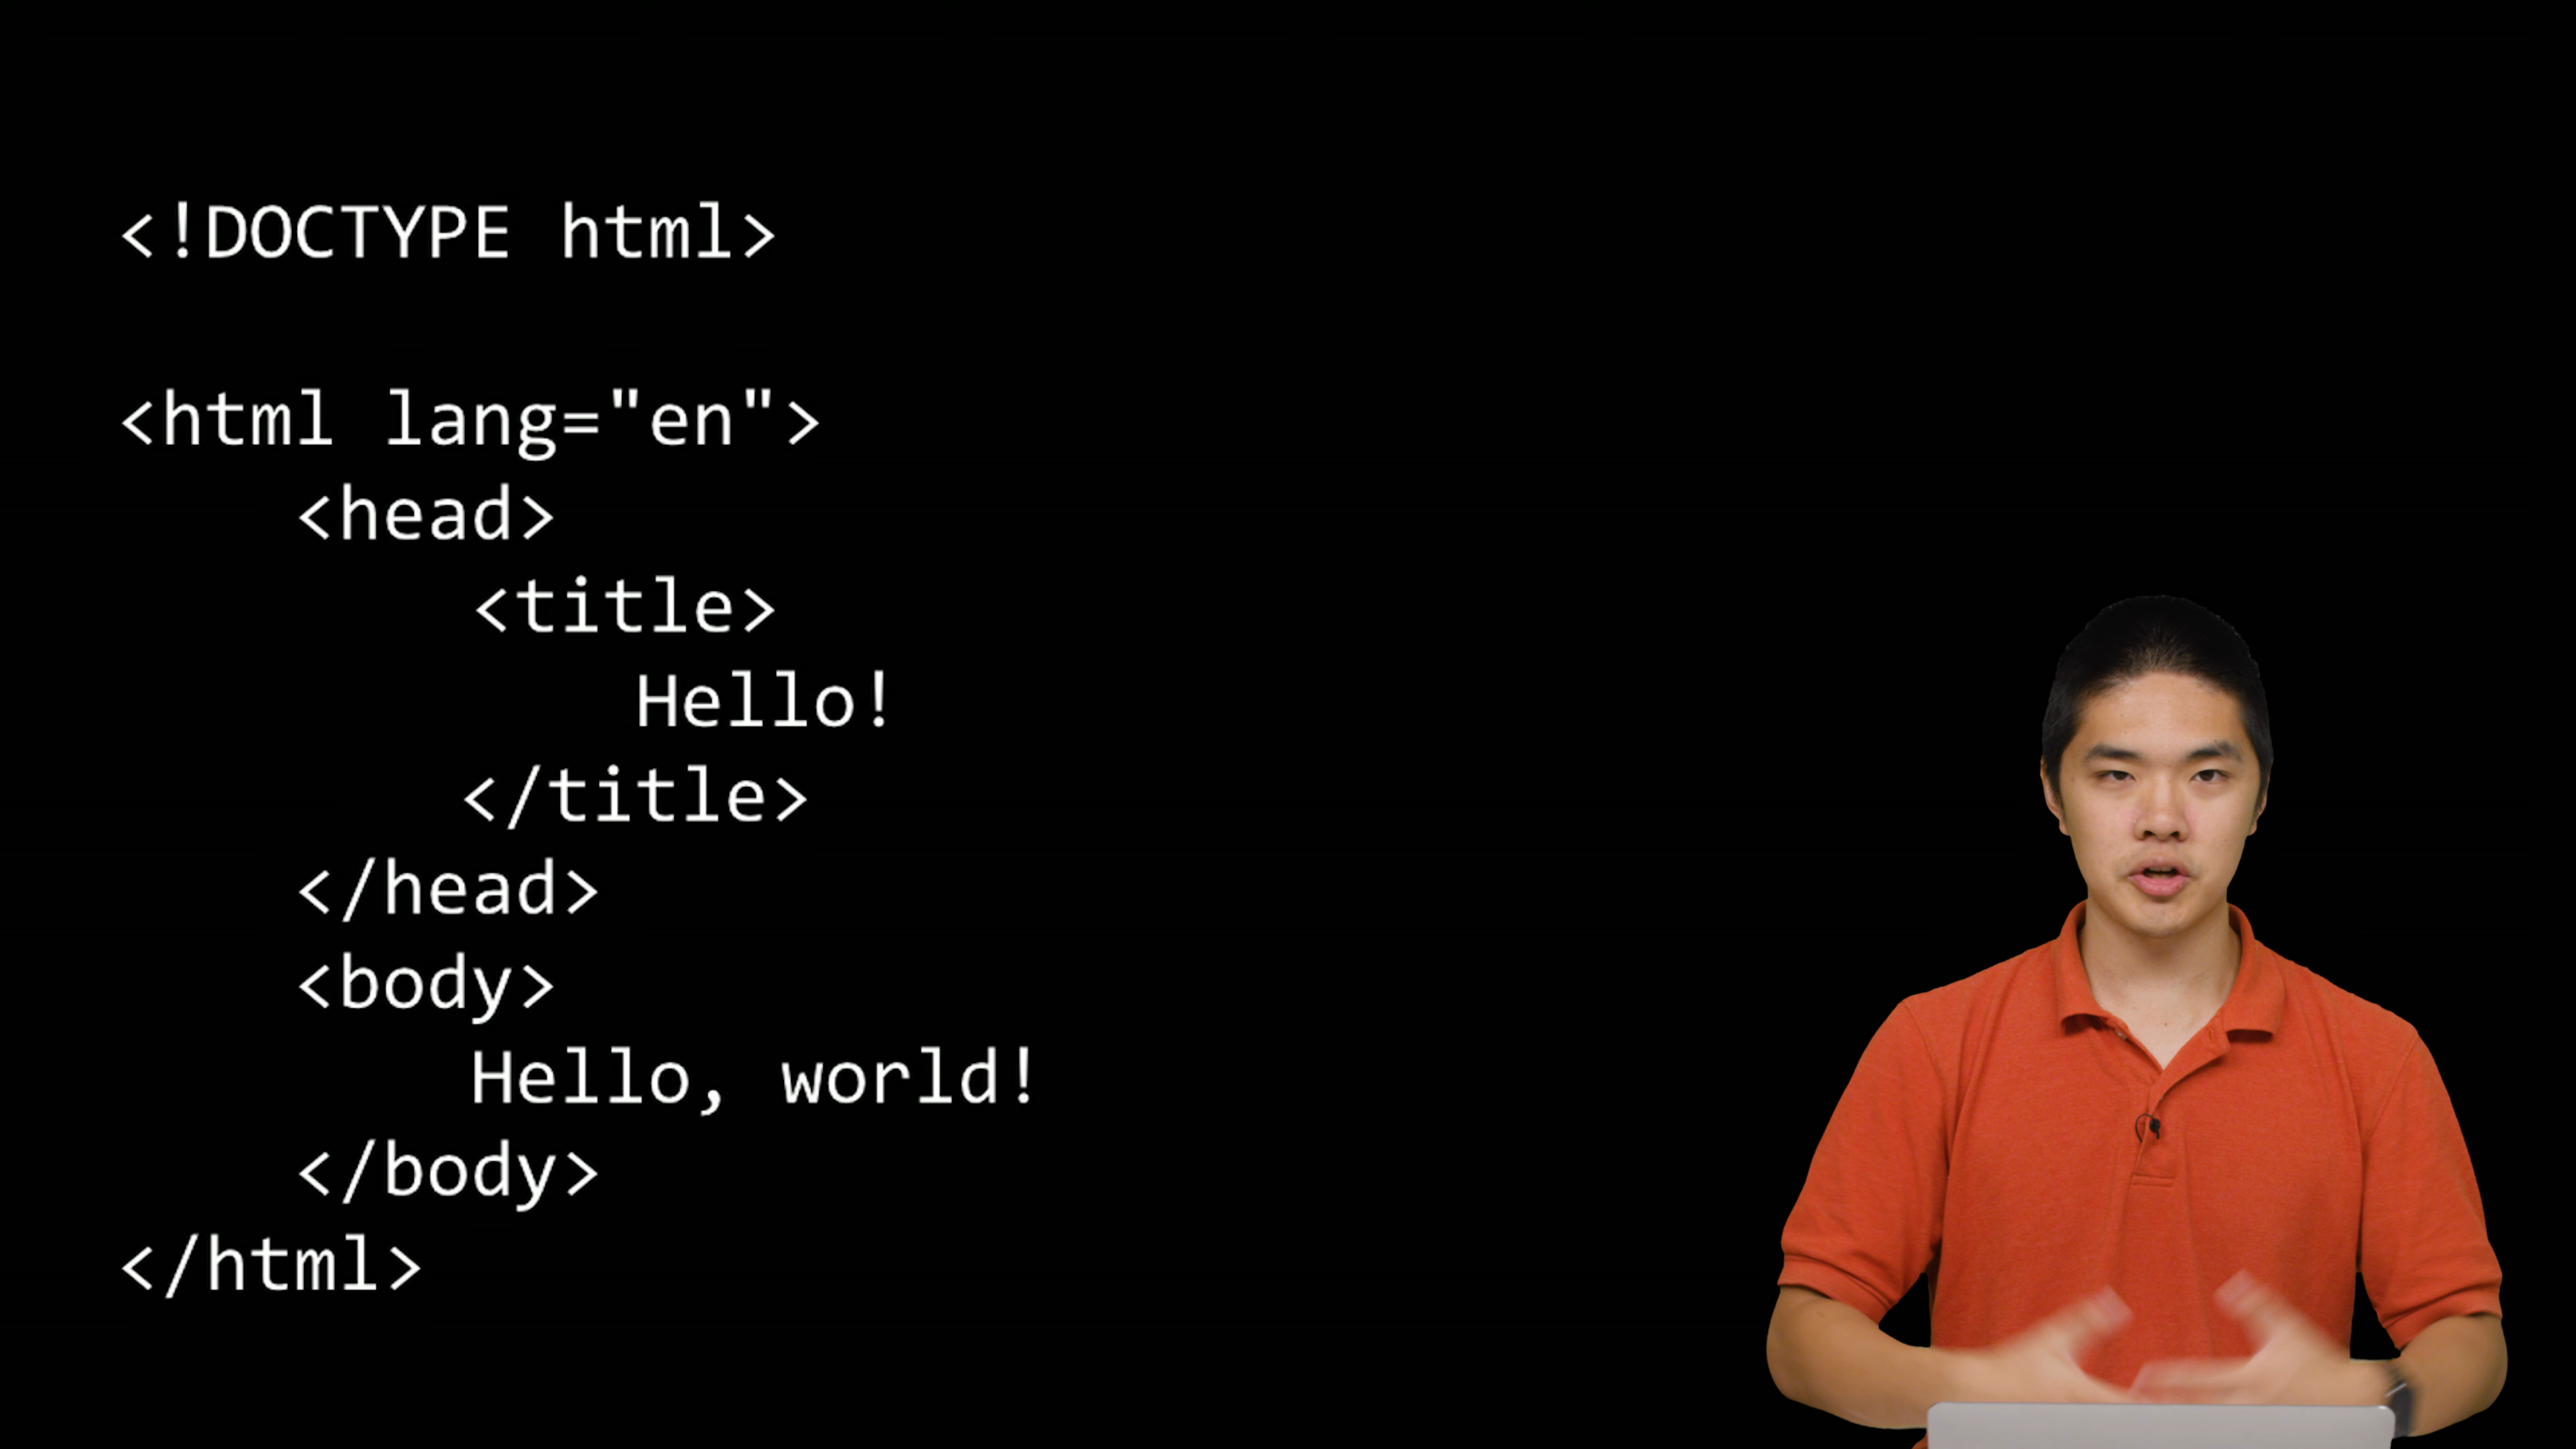 <!DOCTYPE html>
<html lang="en">
<head>
<title>
Hello!
</title>
</head>
<body>
Hello, world!
</body>
</html>